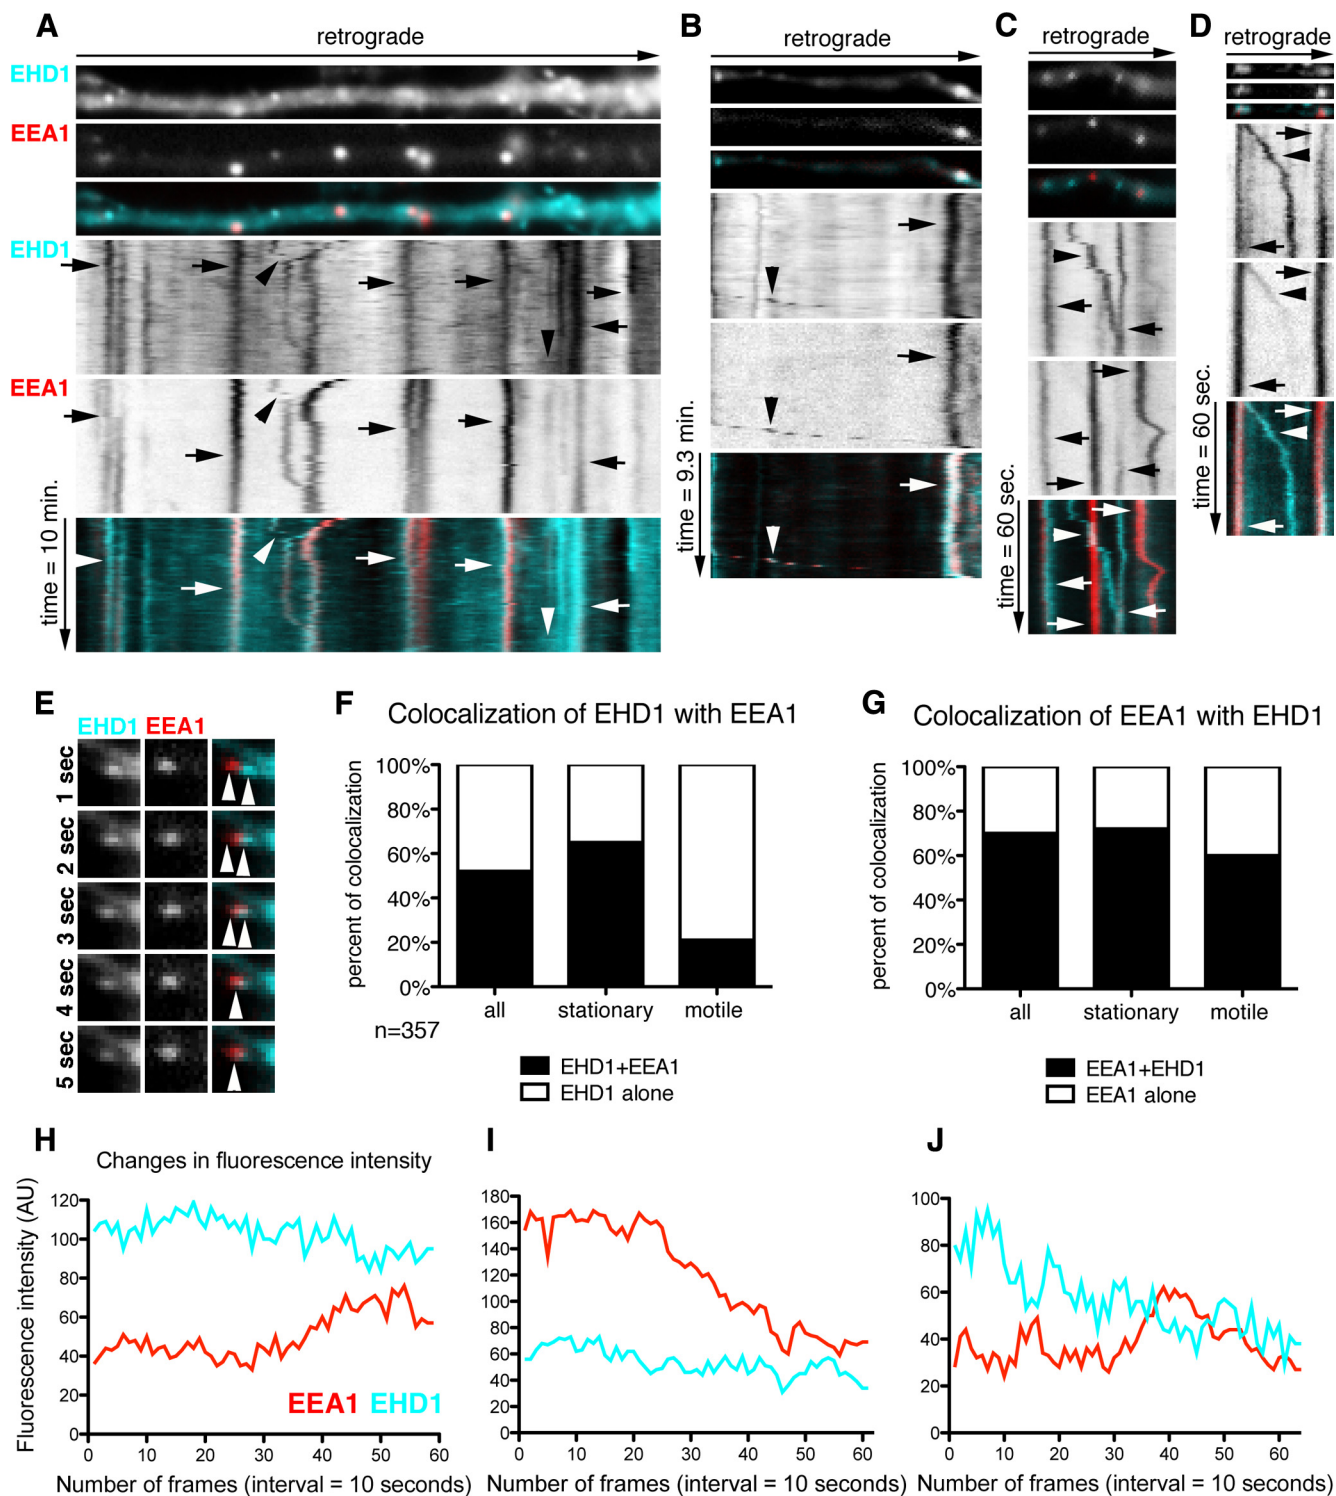 A
retrograde
EHD1
EEA1
EHD1
EEA1
time = 10 min.
B
retrograde
time = 9.3 min.
C
retrograde
time = 60 sec.
D
retrograde
time = 60 sec.
E
EHD1 EEA1
1 sec
2 sec
3 sec
4 sec
5 sec
F
Colocalization of EHD1 with EEA1
percent of colocalization
100%
80%
60%
40%
20%
0%
all stationary motile
n=357
EHD1+EEA1
EHD1 alone
G
Colocalization of EEA1 with EHD1
percent of colocalization
100%
80%
60%
40%
20%
0%
all stationary motile
EEA1+EHD1
EEA1 alone
H
Changes in fluorescence intensity
Fluorescence intensity (AU)
120
100
80
60
40
20
0
EEA1 EHD1
0 10 20 30 40 50 60
Number of frames (interval = 10 seconds)
I
180
160
140
120
100
80
60
40
20
0
0 10 20 30 40 50 60
Number of frames (interval = 10 seconds)
J
100
80
60
40
20
0
0 10 20 30 40 50 60
Number of frames (interval = 10 seconds)